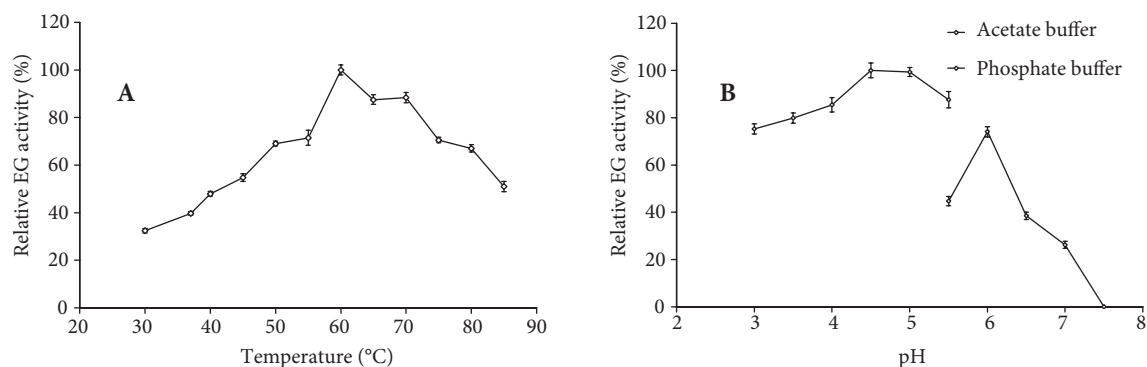 120
100
80
60
40
20
0
Relative EG activity (%)
A
20 30 40 50 60 70 80 90
Temperature (°C)
120
100
80
60
40
20
0
Relative EG activity (%)
B
Acetate buffer
Phosphate buffer
2 3 4 5 6 7 8
pH